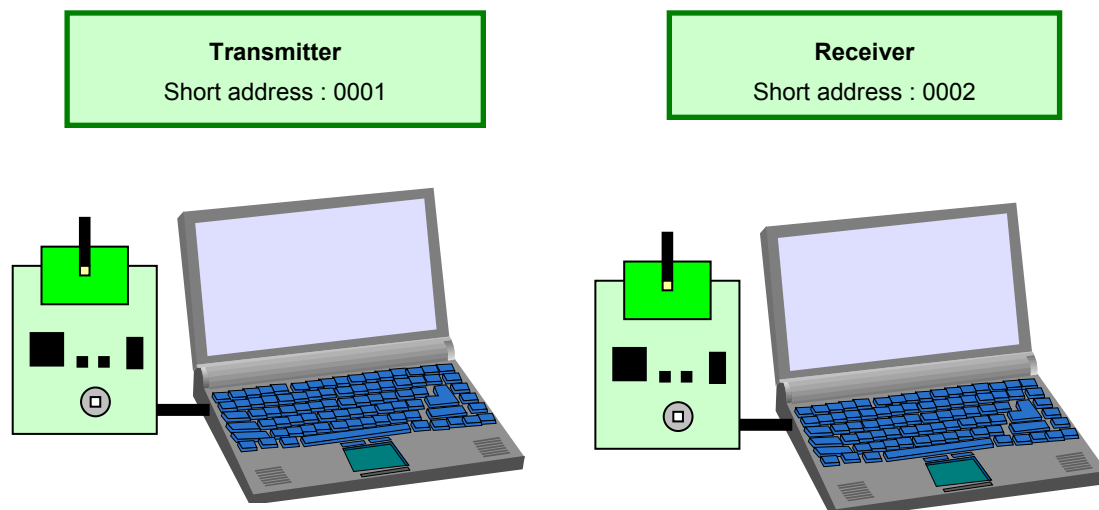 Transmitter
Short address : 0001
Receiver
Short address : 0002